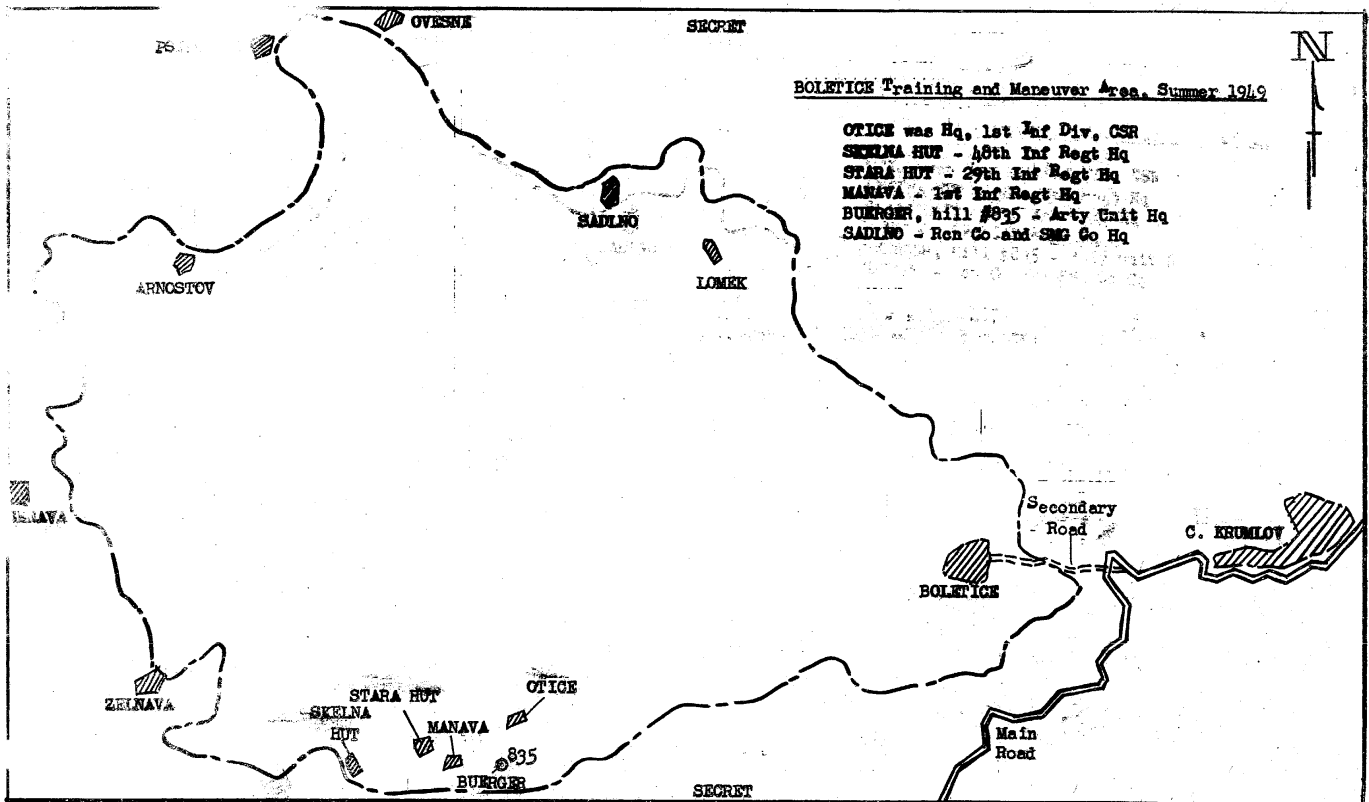 OVESNE
SECRET
N
BOLETICE Training and Maneuver Area, Summer 1949
OTICE was Hq, 1st Inf Div, CSR
SKELNA HUT - 48th Inf Regt Hq
STARA HUT - 29th Inf Regt Hq
MANAVA - 1st Inf Regt Hq
BUERGER, hill #835 - Arty Unit Hq
SADLNO - Rcn Co and SMG Co Hq
SADLNO
LOMEK
ARNOSTOV
Secondary
Road
C. KRUMLOV
BOLETICE
ZELNAVA
OTICE
STARA HUT
SKELNA
HUT
MANAVA
835
BUERGER
Main
Road
SECRET